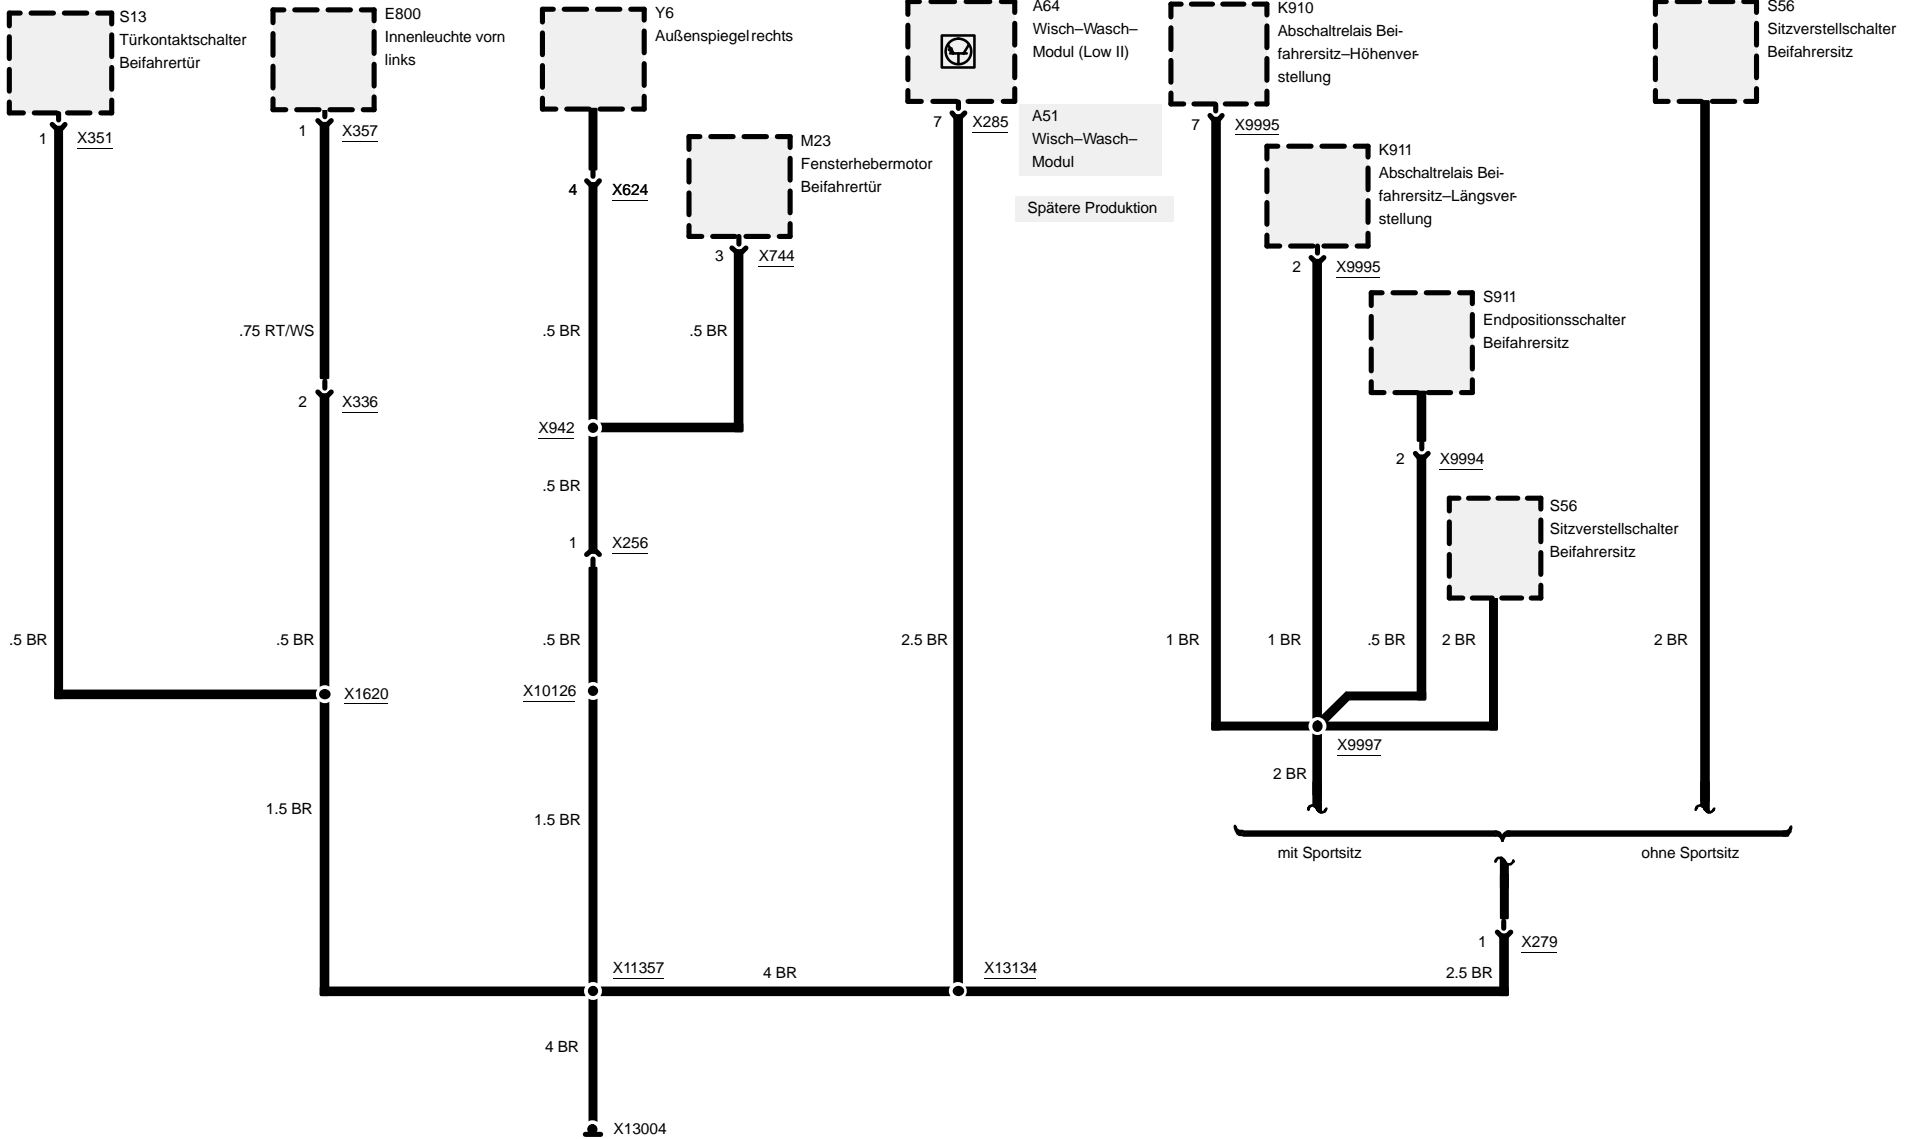 S13
Türkontaktschalter
Beifahrertür
E800
Innenleuchte vorn
links
Y6
Außenspiegel rechts
A64
Wisch–Wasch–
Modul (Low II)
K910
Abschaltrelais Bei-
fahrersitz–Höhenver-
stellung
S56
Sitzverstellschalter
Beifahrersitz
1
X351
1
X357
M23
Fensterhebermotor
Beifahrertür
7
X285
A51
Wisch–Wasch–
Modul
Spätere Produktion
7
X9995
K911
Abschaltrelais Bei-
fahrersitz–Längsver-
stellung
4
X624
3
X744
2
X9995
S911
Endpositionsschalter
Beifahrersitz
.75 RT/WS
.5 BR
.5 BR
2
X336
X942
2
X9994
.5 BR
S56
Sitzverstellschalter
Beifahrersitz
1
X256
.5 BR
.5 BR
.5 BR
2.5 BR
1 BR
1 BR
.5 BR
2 BR
2 BR
X1620
X10126
X9997
2 BR
1.5 BR
1.5 BR
mit Sportsitz
ohne Sportsitz
1
X279
X11357
4 BR
X13134
2.5 BR
4 BR
X13004